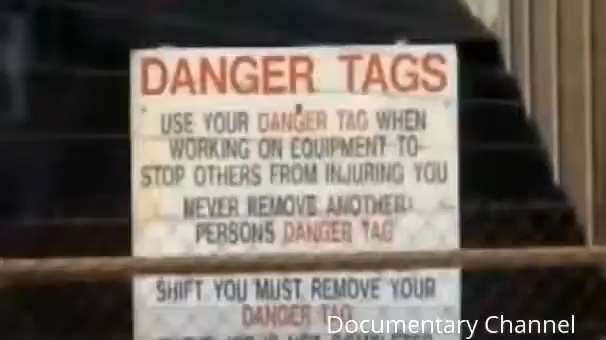 DANGER TAGS
USE YOUR DANGER TAG WHEN
WORKING ON EQUIPMENT TO
STOP OTHERS FROM INJURING YOU
NEVER REMOVE ANOTHER
PERSONS DANGER TAG
SHIFT YOU MUST REMOVE YOUR
DANGER TAG
Documentary Channel